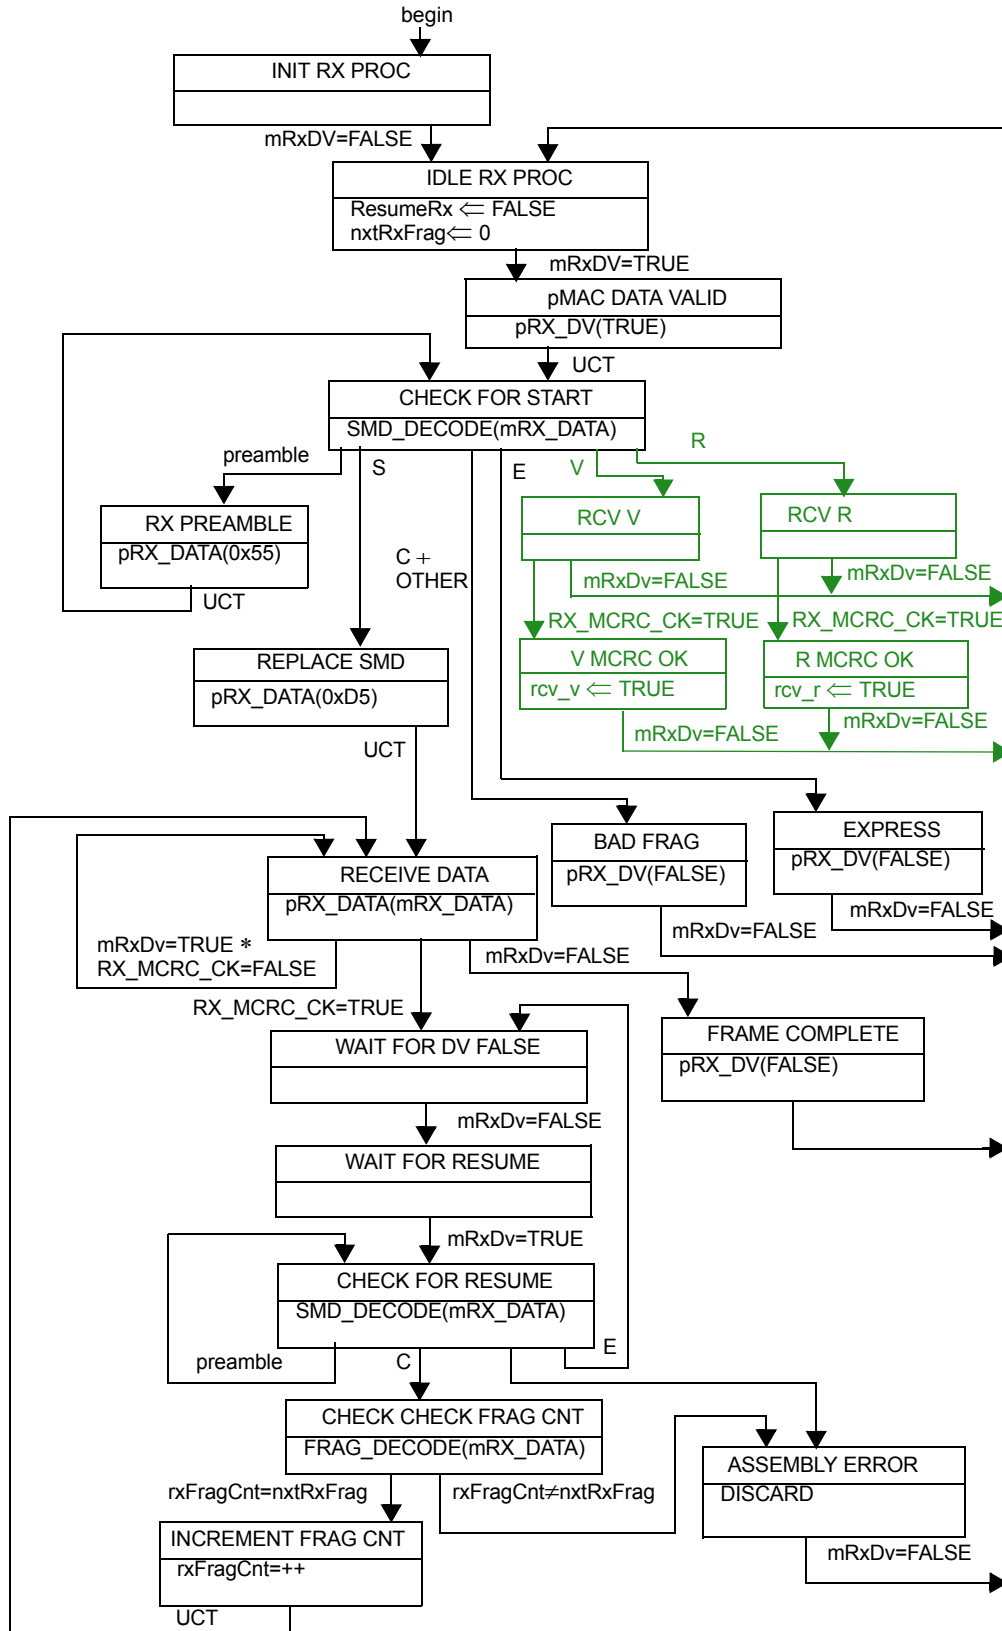 begin
INIT RX PROC
mRxDV=FALSE
IDLE RX PROC
ResumeRx ⇐ FALSE
nxtRxFrag⇐ 0
mRxDV=TRUE
pMAC DATA VALID
pRX_DV(TRUE)
UCT
CHECK FOR START
SMD_DECODE(mRX_DATA)
preamble
S
E
V
R
RX PREAMBLE
pRX_DATA(0x55)
UCT
C +
OTHER
RCV V
RCV R
mRxDv=FALSE
mRxDv=FALSE
RX_MCRC_CK=TRUE
RX_MCRC_CK=TRUE
REPLACE SMD
pRX_DATA(0xD5)
V MCRC OK
rcv_v ⇐ TRUE
R MCRC OK
rcv_r ⇐ TRUE
mRxDv=FALSE
mRxDv=FALSE
UCT
BAD FRAG
pRX_DV(FALSE)
EXPRESS
pRX_DV(FALSE)
RECEIVE DATA
pRX_DATA(mRX_DATA)
mRxDv=FALSE
mRxDv=FALSE
mRxDv=TRUE *
RX_MCRC_CK=FALSE
mRxDv=FALSE
RX_MCRC_CK=TRUE
WAIT FOR DV FALSE
FRAME COMPLETE
pRX_DV(FALSE)
mRxDv=FALSE
WAIT FOR RESUME
mRxDv=TRUE
CHECK FOR RESUME
SMD_DECODE(mRX_DATA)
preamble
C
E
CHECK CHECK FRAG CNT
FRAG_DECODE(mRX_DATA)
ASSEMBLY ERROR
DISCARD
rxFragCnt=nxtRxFrag
rxFragCnt≠nxtRxFrag
INCREMENT FRAG CNT
rxFragCnt=++
mRxDv=FALSE
UCT